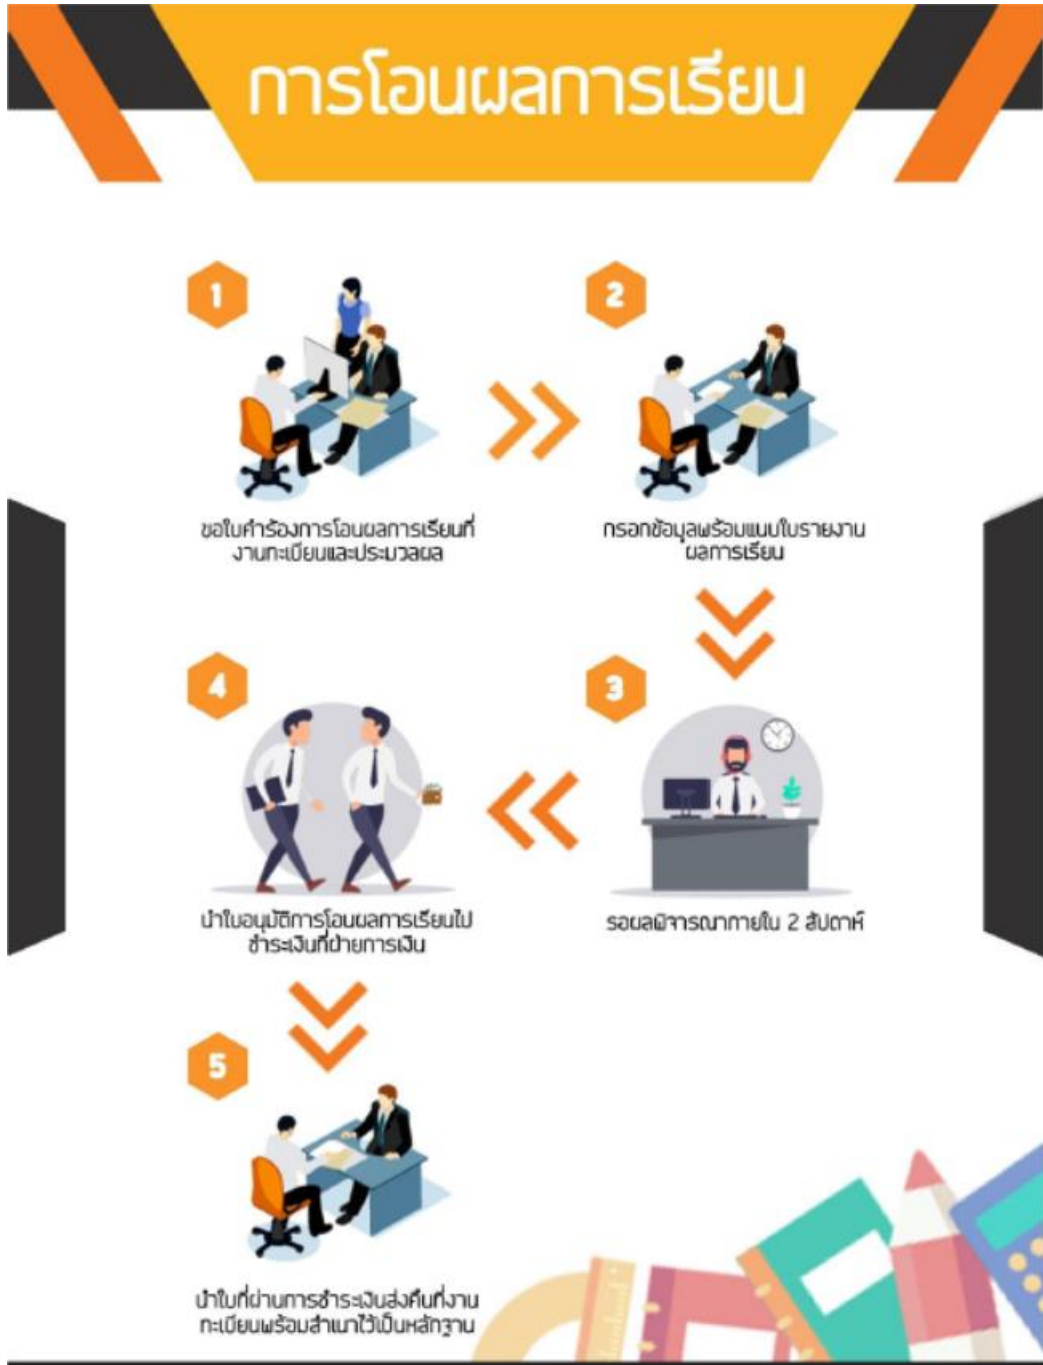 การโอนผลการเรียน
1
ขอใบคำร้องการโอนผลการเรียนที่
งานทะเบียนและประมวลผล
2
กรอกข้อมูลพร้อมแนบใบรายงาน
ผลการเรียน
3
รอผลพิจารณาภายใน 2 สัปดาห์
4
นำใบอนุมัติการโอนผลการเรียนไป
ชำระเงินที่ฝ่ายการเงิน
5
นำใบที่ผ่านการชำระเงินส่งคืนที่งาน
ทะเบียนพร้อมสำเนาไว้เป็นหลักฐาน